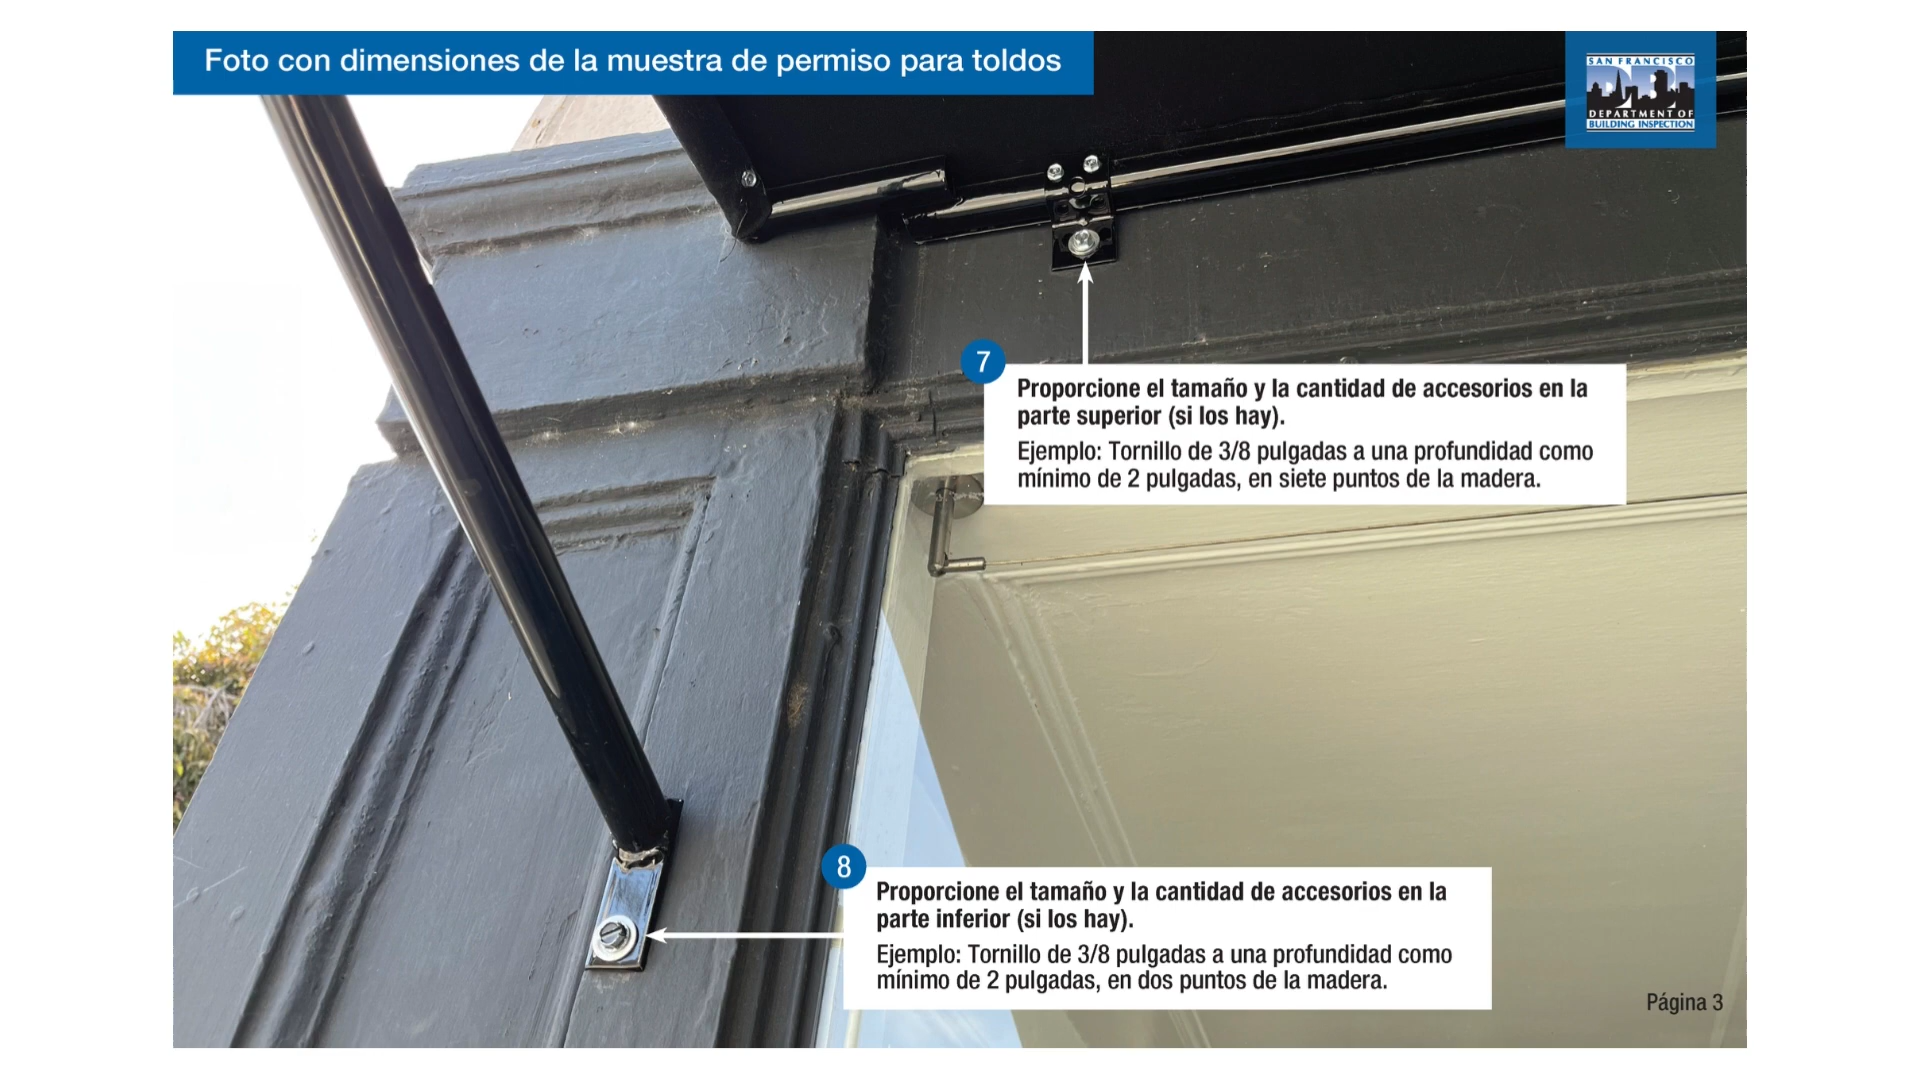 Foto con dimensiones de la muestra de permiso para toldos
SAN FRANCISCO
DBI
DEPARTMENT OF
BUILDING INSPECTION
7
Proporcione el tamaño y la cantidad de accesorios en la
parte superior (si los hay).
Ejemplo: Tornillo de 3/8 pulgadas a una profundidad como
mínimo de 2 pulgadas, en siete puntos de la madera.
8
Proporcione el tamaño y la cantidad de accesorios en la
parte inferior (si los hay).
Ejemplo: Tornillo de 3/8 pulgadas a una profundidad como
mínimo de 2 pulgadas, en dos puntos de la madera.
Página 3